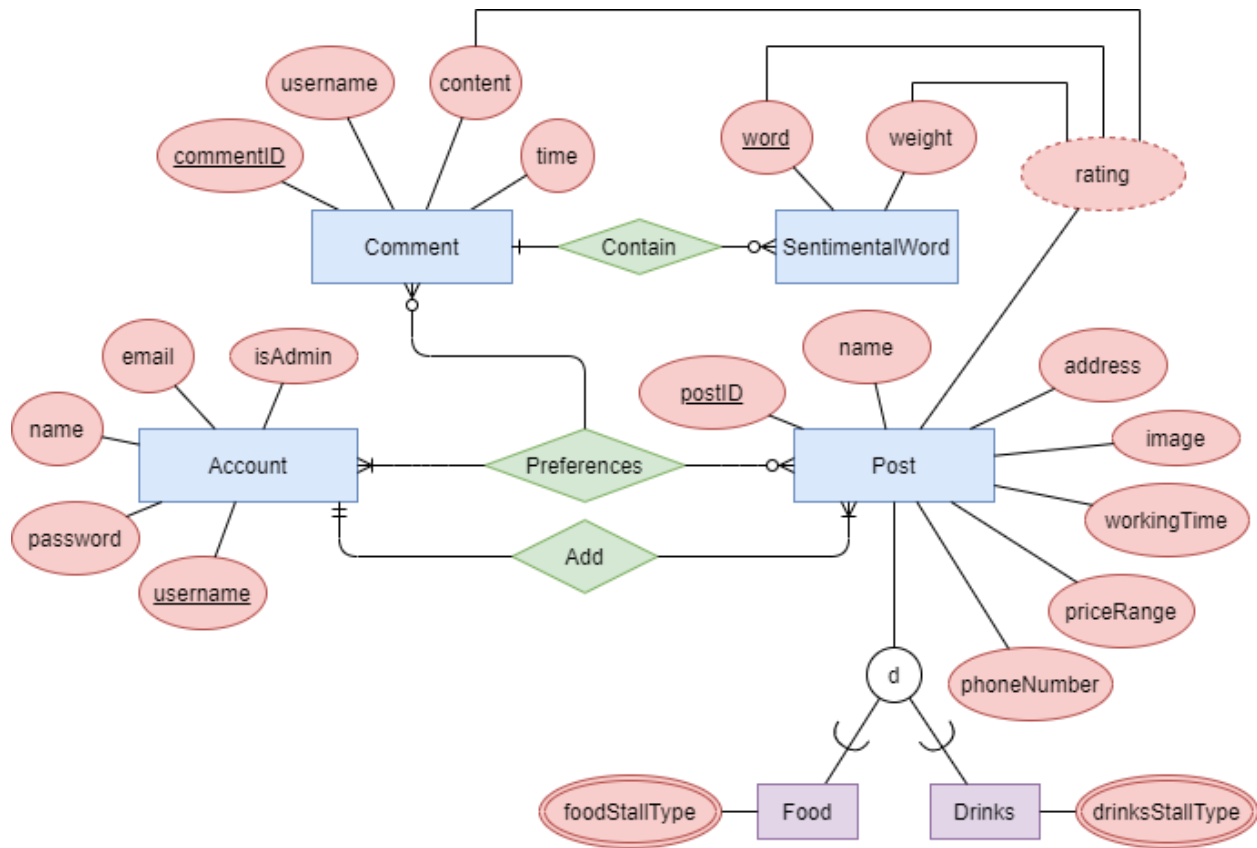 username
content
commentID
time
word
weight
rating
Comment
Contain
SentimentalWord
email
isAdmin
name
address
postID
name
image
Account
Preferences
Post
workingTime
password
Add
username
priceRange
d
phoneNumber
foodStallType
Food
Drinks
drinksStallType